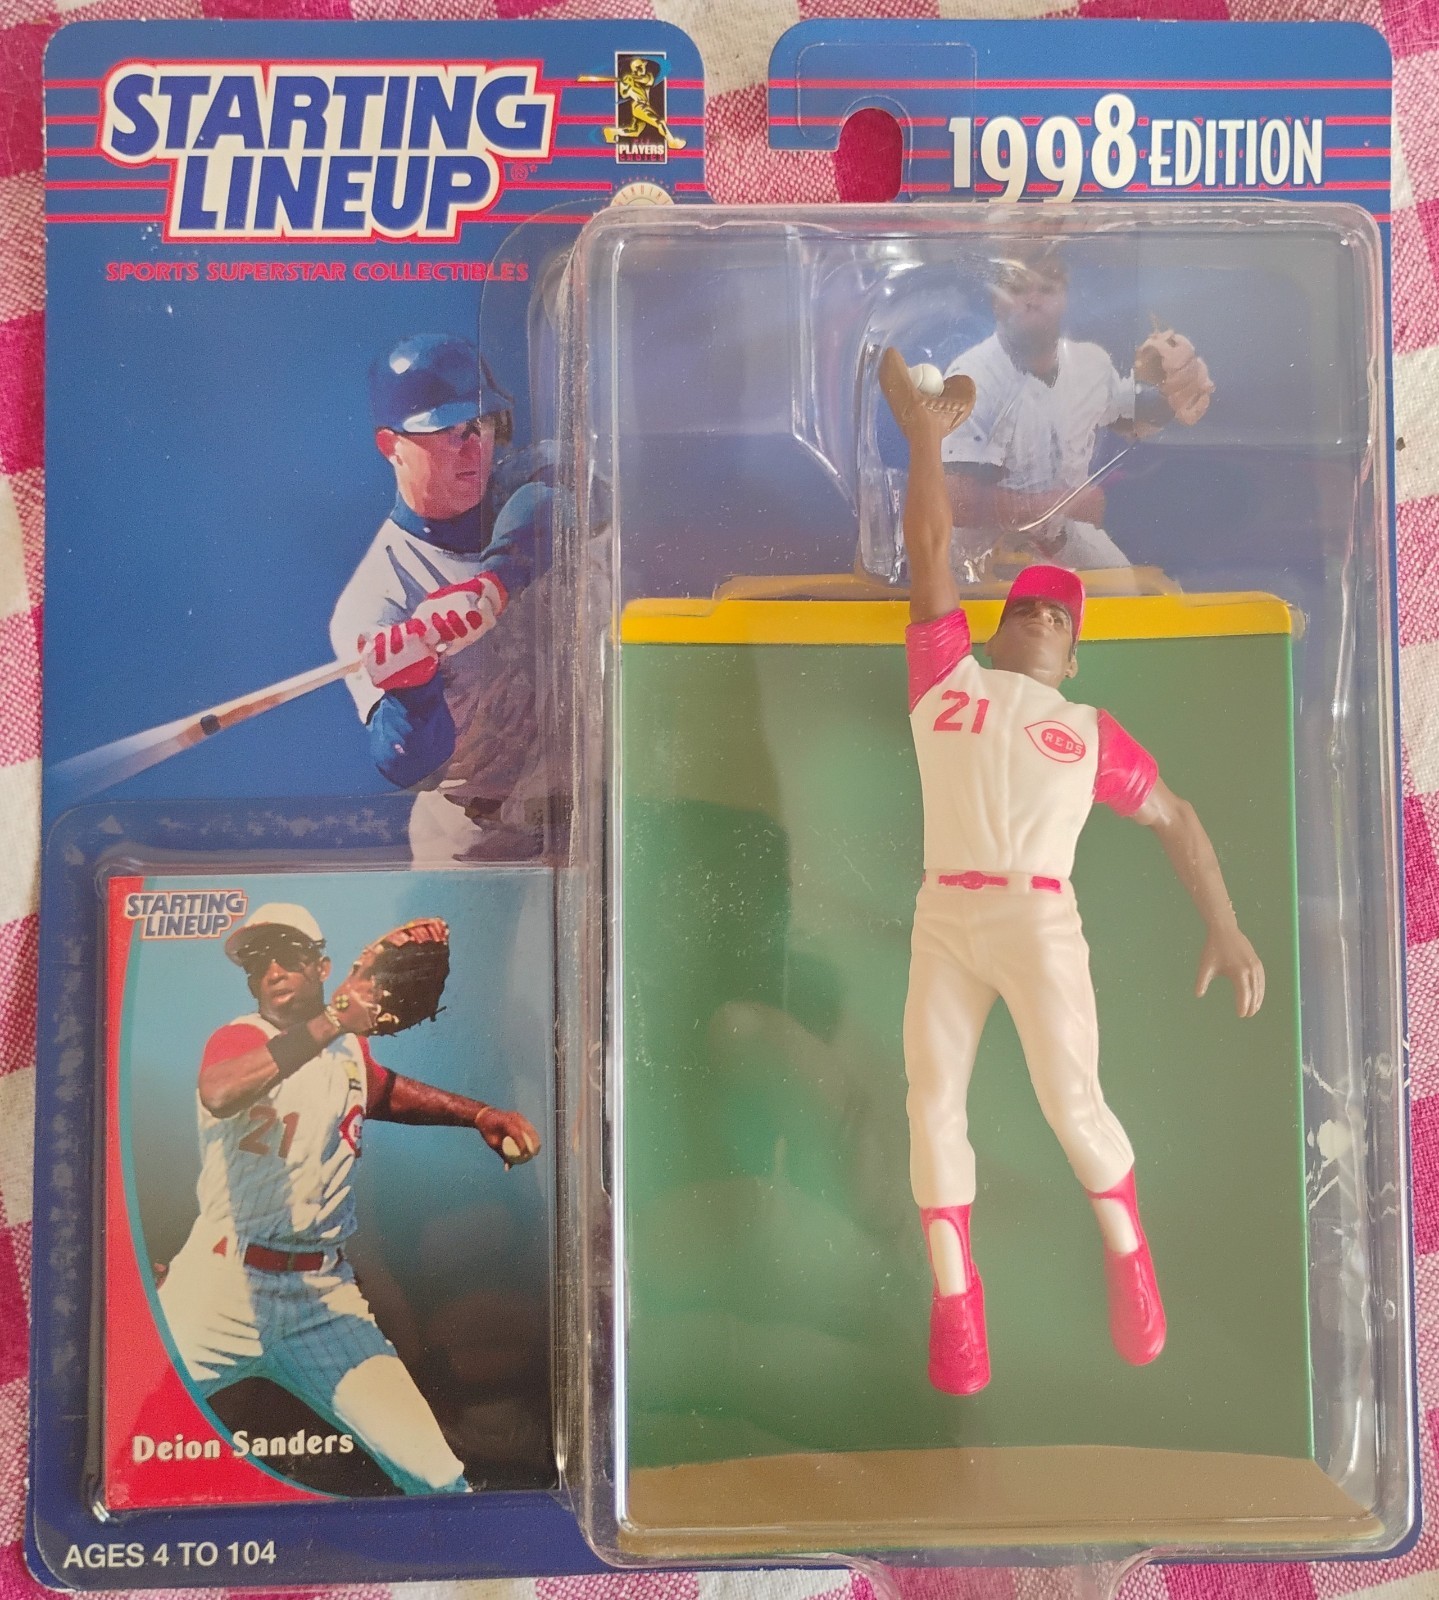 STARTING
LINEUP®
SPORTS SUPERSTAR COLLECTIBLES
PLAYERS
CHOICE
1998 EDITION
21
REDS
STARTING
LINEUP
21
Deion Sanders
AGES 4 TO 104